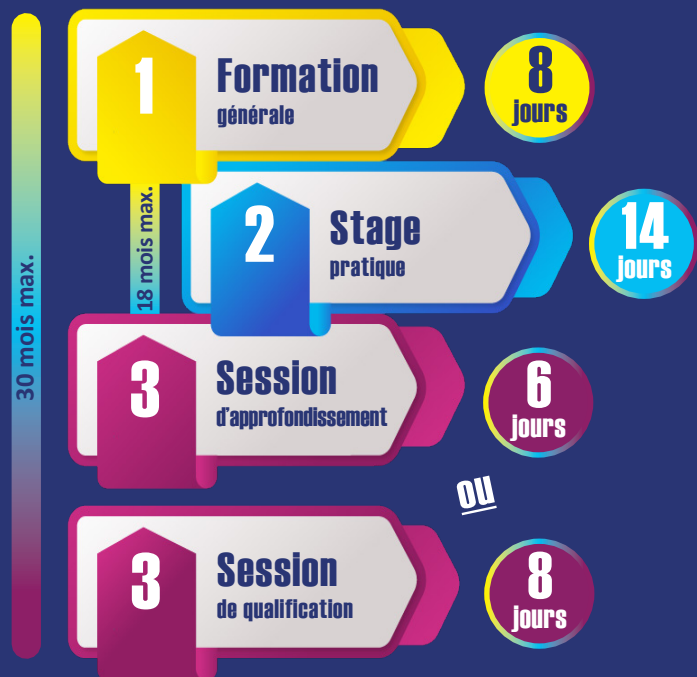 1
Formation
générale
8
jours
30 mois max.
18 mois max.
2
Stage
pratique
14
jours
3
Session
d'approfondissement
6
jours
ou
3
Session
de qualification
8
jours